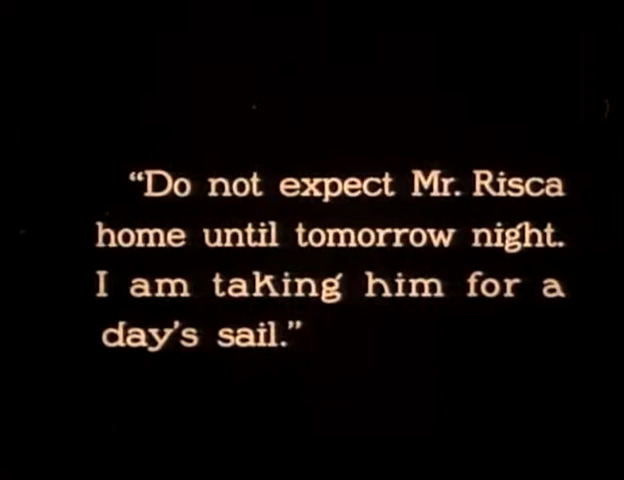 “Do not expect Mr. Risca
home until tomorrow night.
I am taking him for a
day's sail.”